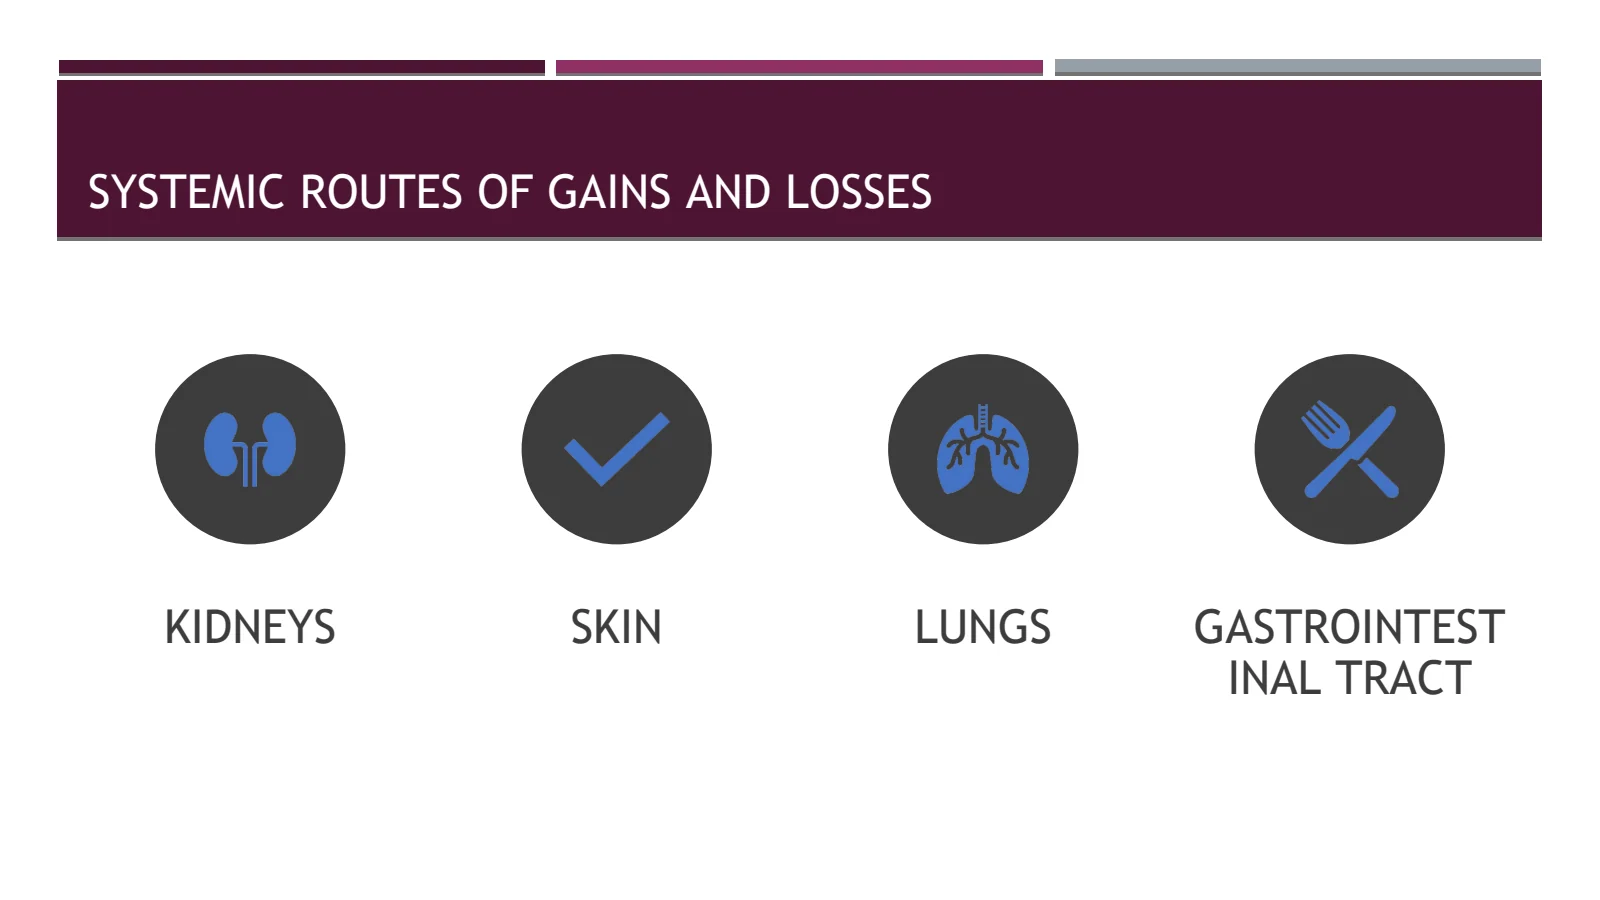 SYSTEMIC ROUTES OF GAINS AND LOSSES
KIDNEYS
SKIN
LUNGS
GASTROINTEST
INAL TRACT